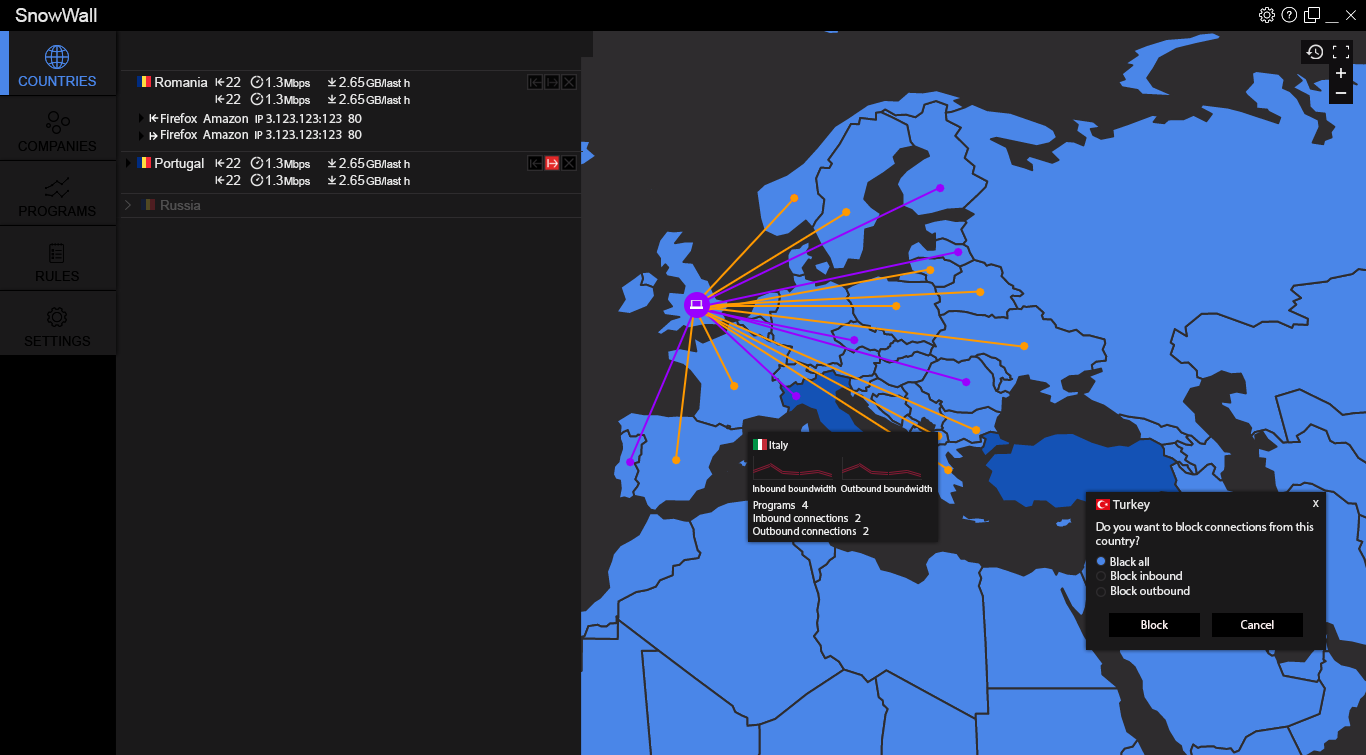 SnowWall
COUNTRIES
COMPANIES
PROGRAMS
RULES
SETTINGS
Romania 22 1.3Mbps 2.65GB/last h
22 1.3Mbps 2.65GB/last h
Firefox Amazon IP 3.123.123:123 80
Firefox Amazon IP 3.123.123:123 80
Portugal 22 1.3Mbps 2.65GB/last h
22 1.3Mbps 2.65GB/last h
Russia
Italy
Inbound boundwidth Outbound boundwidth
Programs 4
Inbound connections 2
Outbound connections 2
Turkey x
Do you want to block connections from this
country?
Black all
Block inbound
Block outbound
Block Cancel